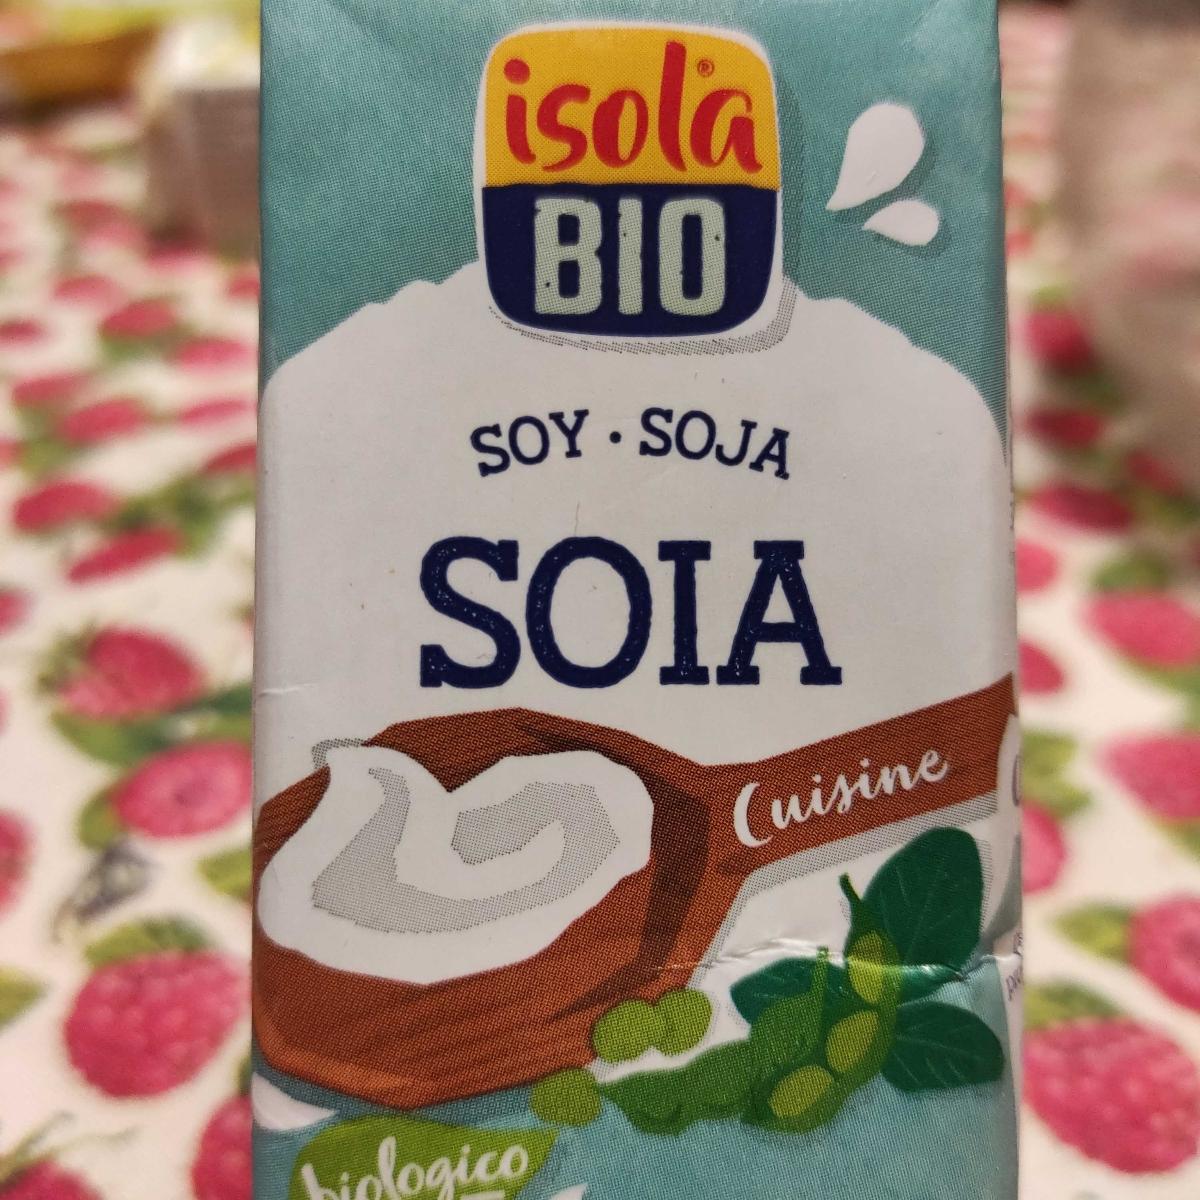 isola®
BIO
SOY · SOJA
SOIA
Cuisine
biologico